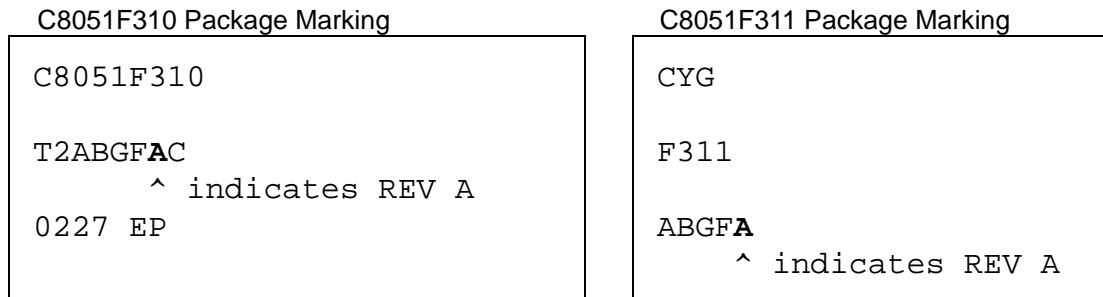 C8051F310 Package Marking
C8051F310
T2ABGFAC
^ indicates REV A
0227 EP
C8051F311 Package Marking
CYG
F311
ABGFA
^ indicates REV A